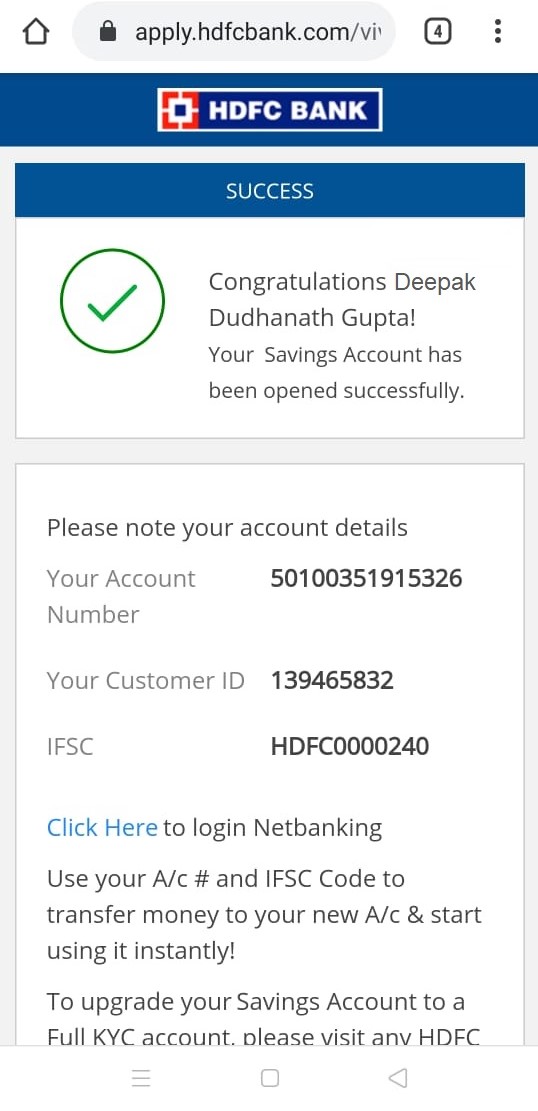 apply.hdfcbank.com/vi
4
HDFC BANK
SUCCESS
Congratulations Deepak
Dudhanath Gupta!
Your Savings Account has
been opened successfully.
Please note your account details
Your Account 50100351915326
Number
Your Customer ID 139465832
IFSC HDFC0000240
Click Here to login Netbanking
Use your A/c # and IFSC Code to
transfer money to your new A/c & start
using it instantly!
To upgrade your Savings Account to a
Full KYC account, please visit any HDFC